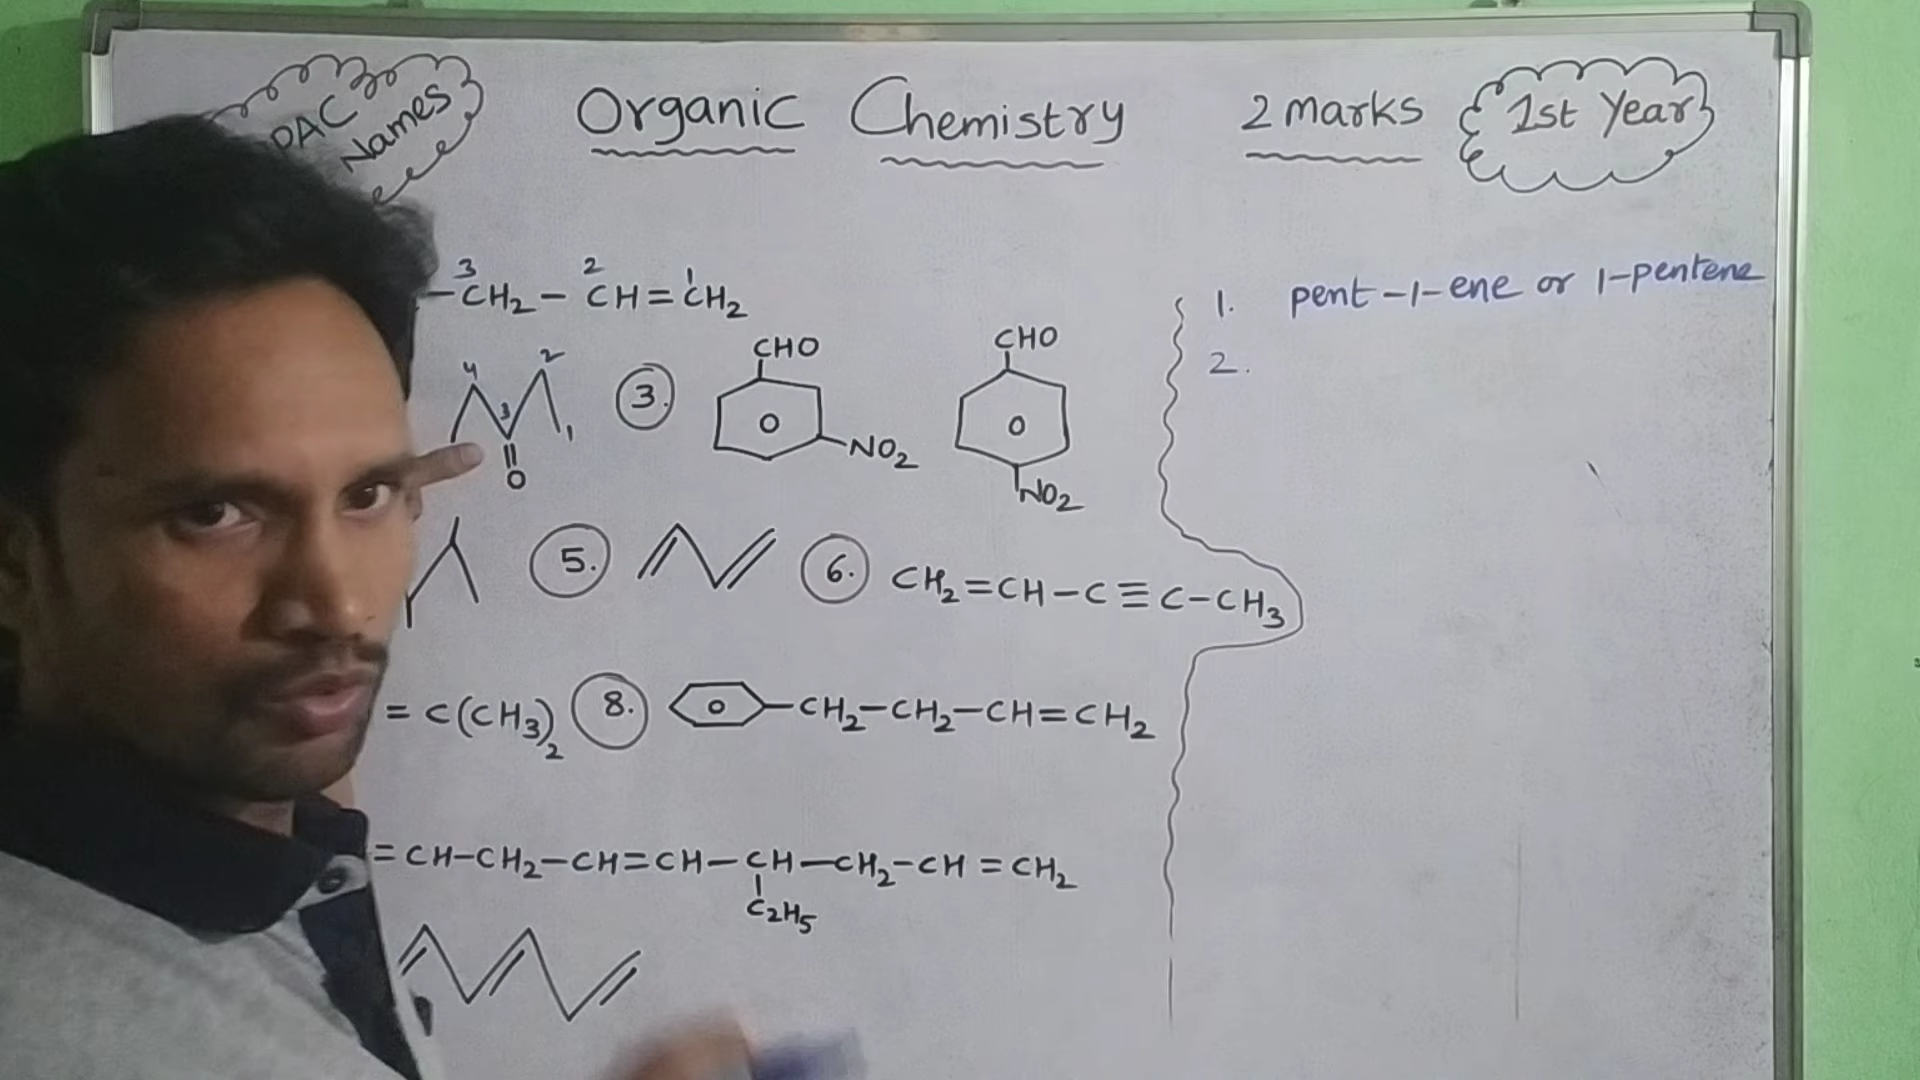 PAC Names
Organic Chemistry 2 marks 1st Year
3 2 1
-CH2-CH=CH2
1. pent-1-ene or 1-pentene
4 3 2 1
O
3. CHO NO2
CHO NO2
2.
5.
6. CH2=CH-C≡C-CH3
=C(CH3)2
8. CH2-CH2-CH=CH2
=CH-CH2-CH=CH-CH-CH2-CH=CH2
C2H5